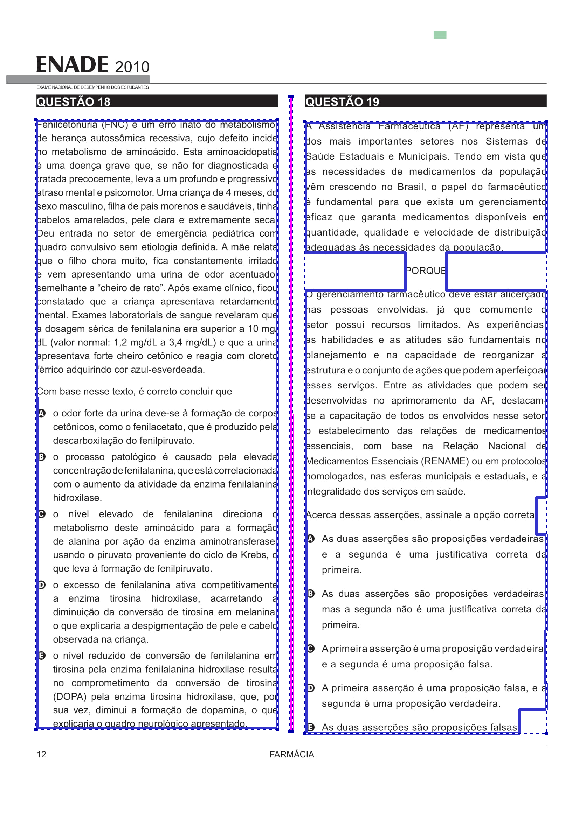 ENADE 2010
EXAME NACIONAL DE DESEMPENHO DOS ESTUDANTES
QUESTÃO 18
Fenilcetonúria (FNC) é um erro inato do metabolismo,
de herança autossômica recessiva, cujo defeito incide
no metabolismo de aminoácido. Esta aminoacidopatia
é uma doença grave que, se não for diagnosticada e
tratada precocemente, leva a um profundo e progressivo
atraso mental e psicomotor. Uma criança de 4 meses, do
sexo masculino, filha de pais morenos e saudáveis, tinha
cabelos amarelados, pele clara e extremamente seca.
Deu entrada no setor de emergência pediátrica com
quadro convulsivo sem etiologia definida. A mãe relata
que o filho chora muito, fica constantemente irritado
e vem apresentando uma urina de odor acentuado,
semelhante a “cheiro de rato”. Após exame clínico, ficou
constatado que a criança apresentava retardamento
mental. Exames laboratoriais de sangue revelaram que
a dosagem sérica de fenilalanina era superior a 10 mg/
dL (valor normal: 1,2 mg/dL a 3,4 mg/dL) e que a urina
apresentava forte cheiro cetônico e reagia com cloreto
férrico adquirindo cor azul-esverdeada.
Com base nesse texto, é correto concluir que
A o odor forte da urina deve-se à formação de corpos
cetônicos, como o fenilacetato, que é produzido pela
descarboxilação do fenilpiruvato.
B o processo patológico é causado pela elevada
concentração de fenilalanina, que está correlacionada
com o aumento da atividade da enzima fenilalanina
hidroxilase.
C o nível elevado de fenilalanina direciona o
metabolismo deste aminoácido para a formação
de alanina por ação da enzima aminotransferase,
usando o piruvato proveniente do ciclo de Krebs, o
que leva à formação de fenilpiruvato.
D o excesso de fenilalanina ativa competitivamente
a enzima tirosina hidroxilase, acarretando a
diminuição da conversão de tirosina em melanina,
o que explicaria a despigmentação de pele e cabelo
observada na criança.
E o nível reduzido de conversão de fenilalanina em
tirosina pela enzima fenilalanina hidroxilase resulta
no comprometimento da conversão de tirosina
(DOPA) pela enzima tirosina hidroxilase, que, por
sua vez, diminui a formação de dopamina, o que
explicaria o quadro neurológico apresentado.
QUESTÃO 19
A Assistência Farmacêutica (AF) representa um
dos mais importantes setores nos Sistemas de
Saúde Estaduais e Municipais. Tendo em vista que
as necessidades de medicamentos da população
vêm crescendo no Brasil, o papel do farmacêutico
é fundamental para que exista um gerenciamento
eficaz que garanta medicamentos disponíveis em
quantidade, qualidade e velocidade de distribuição
adequadas às necessidades da população.
PORQUE
O gerenciamento farmacêutico deve estar alicerçado
nas pessoas envolvidas, já que comumente o
setor possui recursos limitados. As experiências,
as habilidades e as atitudes são fundamentais no
planejamento e na capacidade de reorganizar a
estrutura e o conjunto de ações que podem aperfeiçoar
esses serviços. Entre as atividades que podem ser
desenvolvidas no aprimoramento da AF, destacam-
se a capacitação de todos os envolvidos nesse setor,
o estabelecimento das relações de medicamentos
essenciais, com base na Relação Nacional de
Medicamentos Essenciais (RENAME) ou em protocolos
homologados, nas esferas municipais e estaduais, e a
integralidade dos serviços em saúde.
Acerca dessas asserções, assinale a opção correta.
A As duas asserções são proposições verdadeiras,
e a segunda é uma justificativa correta da
primeira.
B As duas asserções são proposições verdadeiras,
mas a segunda não é uma justificativa correta da
primeira.
C A primeira asserção é uma proposição verdadeira,
e a segunda é uma proposição falsa.
D A primeira asserção é uma proposição falsa, e a
segunda é uma proposição verdadeira.
E As duas asserções são proposições falsas.
12
FARMÁCIA